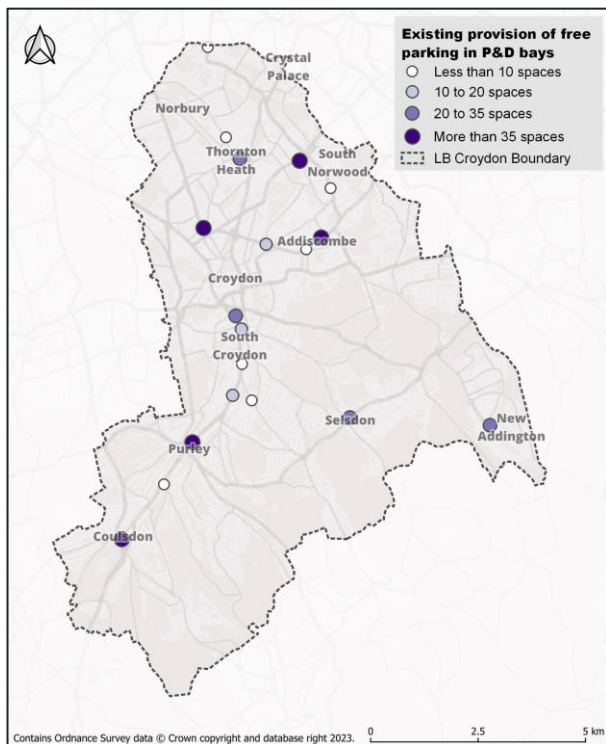 Existing provision of free
parking in P&D bays
Less than 10 spaces
10 to 20 spaces
20 to 35 spaces
More than 35 spaces
LB Croydon Boundary
Crystal
Palace
Norbury
Thornton
Heath
South
Norwood
Addiscombe
Croydon
South
Croydon
Selsdon
New
Addington
Purley
Coulsdon
Contains Ordnance Survey data © Crown copyright and database right 2023.
0 2.5 5 km